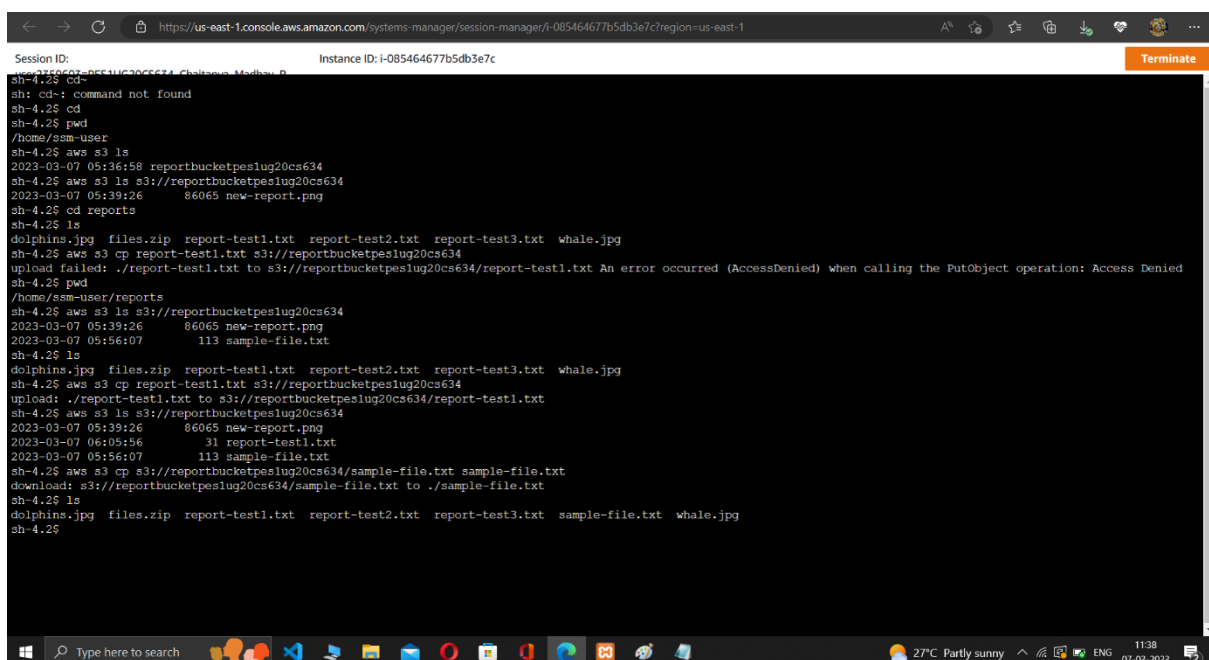 https://us-east-1.console.aws.amazon.com/systems-manager/session-manager/i-085464677b5db3e7c?region=us-east-1
Session ID: Instance ID: i-085464677b5db3e7c Terminate
sh-4.2$ cd~
sh: cd~: command not found
sh-4.2$ cd
sh-4.2$ pwd
/home/ssm-user
sh-4.2$ aws s3 ls
2023-03-07 05:36:58 reportbucketpes1ug20cs634
sh-4.2$ aws s3 ls s3://reportbucketpes1ug20cs634
2023-03-07 05:39:26 86065 new-report.png
sh-4.2$ cd reports
sh-4.2$ ls
dolphins.jpg files.zip report-test1.txt report-test2.txt report-test3.txt whale.jpg
sh-4.2$ aws s3 cp report-test1.txt s3://reportbucketpes1ug20cs634
upload failed: ./report-test1.txt to s3://reportbucketpes1ug20cs634/report-test1.txt An error occurred (AccessDenied) when calling the PutObject operation: Access Denied
sh-4.2$ pwd
/home/ssm-user/reports
sh-4.2$ aws s3 ls s3://reportbucketpes1ug20cs634
2023-03-07 05:39:26 86065 new-report.png
2023-03-07 05:56:07 113 sample-file.txt
sh-4.2$ ls
dolphins.jpg files.zip report-test1.txt report-test2.txt report-test3.txt whale.jpg
sh-4.2$ aws s3 cp report-test1.txt s3://reportbucketpes1ug20cs634
upload: ./report-test1.txt to s3://reportbucketpes1ug20cs634/report-test1.txt
sh-4.2$ aws s3 ls s3://reportbucketpes1ug20cs634
2023-03-07 05:39:26 86065 new-report.png
2023-03-07 06:05:56 31 report-test1.txt
2023-03-07 05:56:07 113 sample-file.txt
sh-4.2$ aws s3 cp s3://reportbucketpes1ug20cs634/sample-file.txt sample-file.txt
download: s3://reportbucketpes1ug20cs634/sample-file.txt to ./sample-file.txt
sh-4.2$ ls
dolphins.jpg files.zip report-test1.txt report-test2.txt report-test3.txt sample-file.txt whale.jpg
sh-4.2$
Type here to search 27°C Partly sunny ENG 11:38